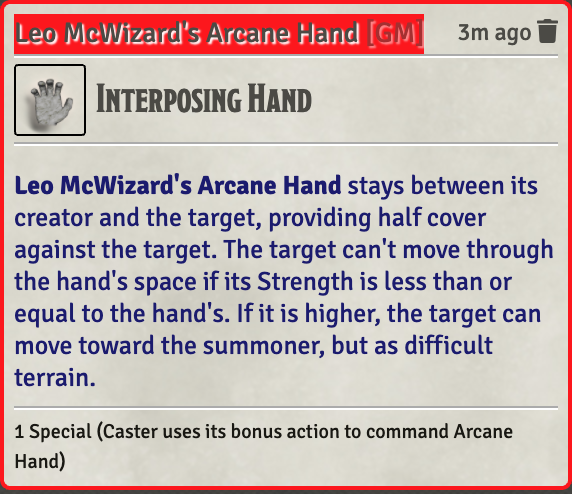 Leo McWizard's Arcane Hand [GM] 3m ago
Interposing Hand
Leo McWizard's Arcane Hand stays between its
creator and the target, providing half cover
against the target. The target can't move through
the hand's space if its Strength is less than or
equal to the hand's. If it is higher, the target can
move toward the summoner, but as difficult
terrain.
1 Special (Caster uses its bonus action to command Arcane
Hand)